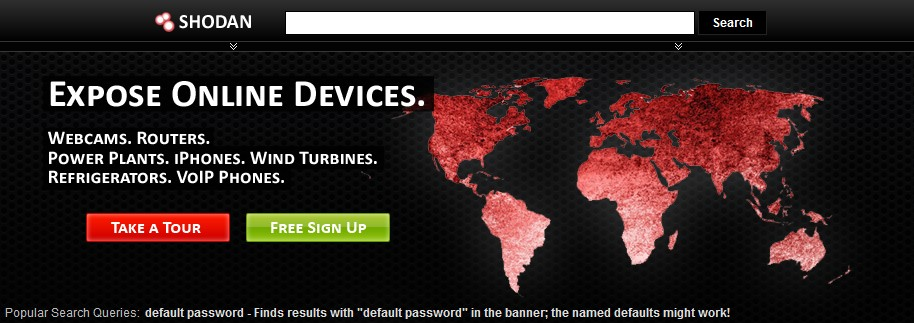 SHODAN
Search
EXPOSE ONLINE DEVICES.
WEBCAMS. ROUTERS.
POWER PLANTS. IPHONES. WIND TURBINES.
REFRIGERATORS. VOIP PHONES.
TAKE A TOUR
FREE SIGN UP
Popular Search Queries: default password - Finds results with "default password" in the banner; the named defaults might work!